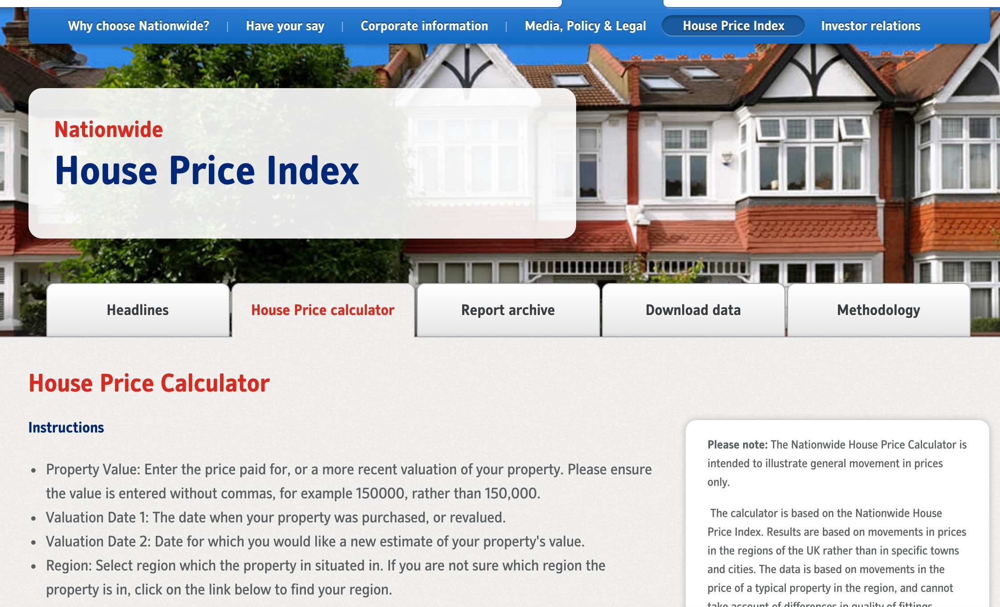 Why choose Nationwide?
Have your say
Corporate information
Media, Policy & Legal
House Price Index
Investor relations
Nationwide
House Price Index
Headlines
House Price calculator
Report archive
Download data
Methodology
House Price Calculator
Instructions
• Property Value: Enter the price paid for, or a more recent valuation of your property. Please ensure
the value is entered without commas, for example 150000, rather than 150,000.
• Valuation Date 1: The date when your property was purchased, or revalued.
• Valuation Date 2: Date for which you would like a new estimate of your property's value.
• Region: Select region which the property in situated in. If you are not sure which region the
property is in, click on the link below to find your region.
Please note: The Nationwide House Price Calculator is
intended to illustrate general movement in prices
only.
The calculator is based on the Nationwide House
Price Index. Results are based on movements in prices
in the regions of the UK rather than in specific towns
and cities. The data is based on movements in the
price of a typical property in the region, and cannot
take account of differences in quality of fittings